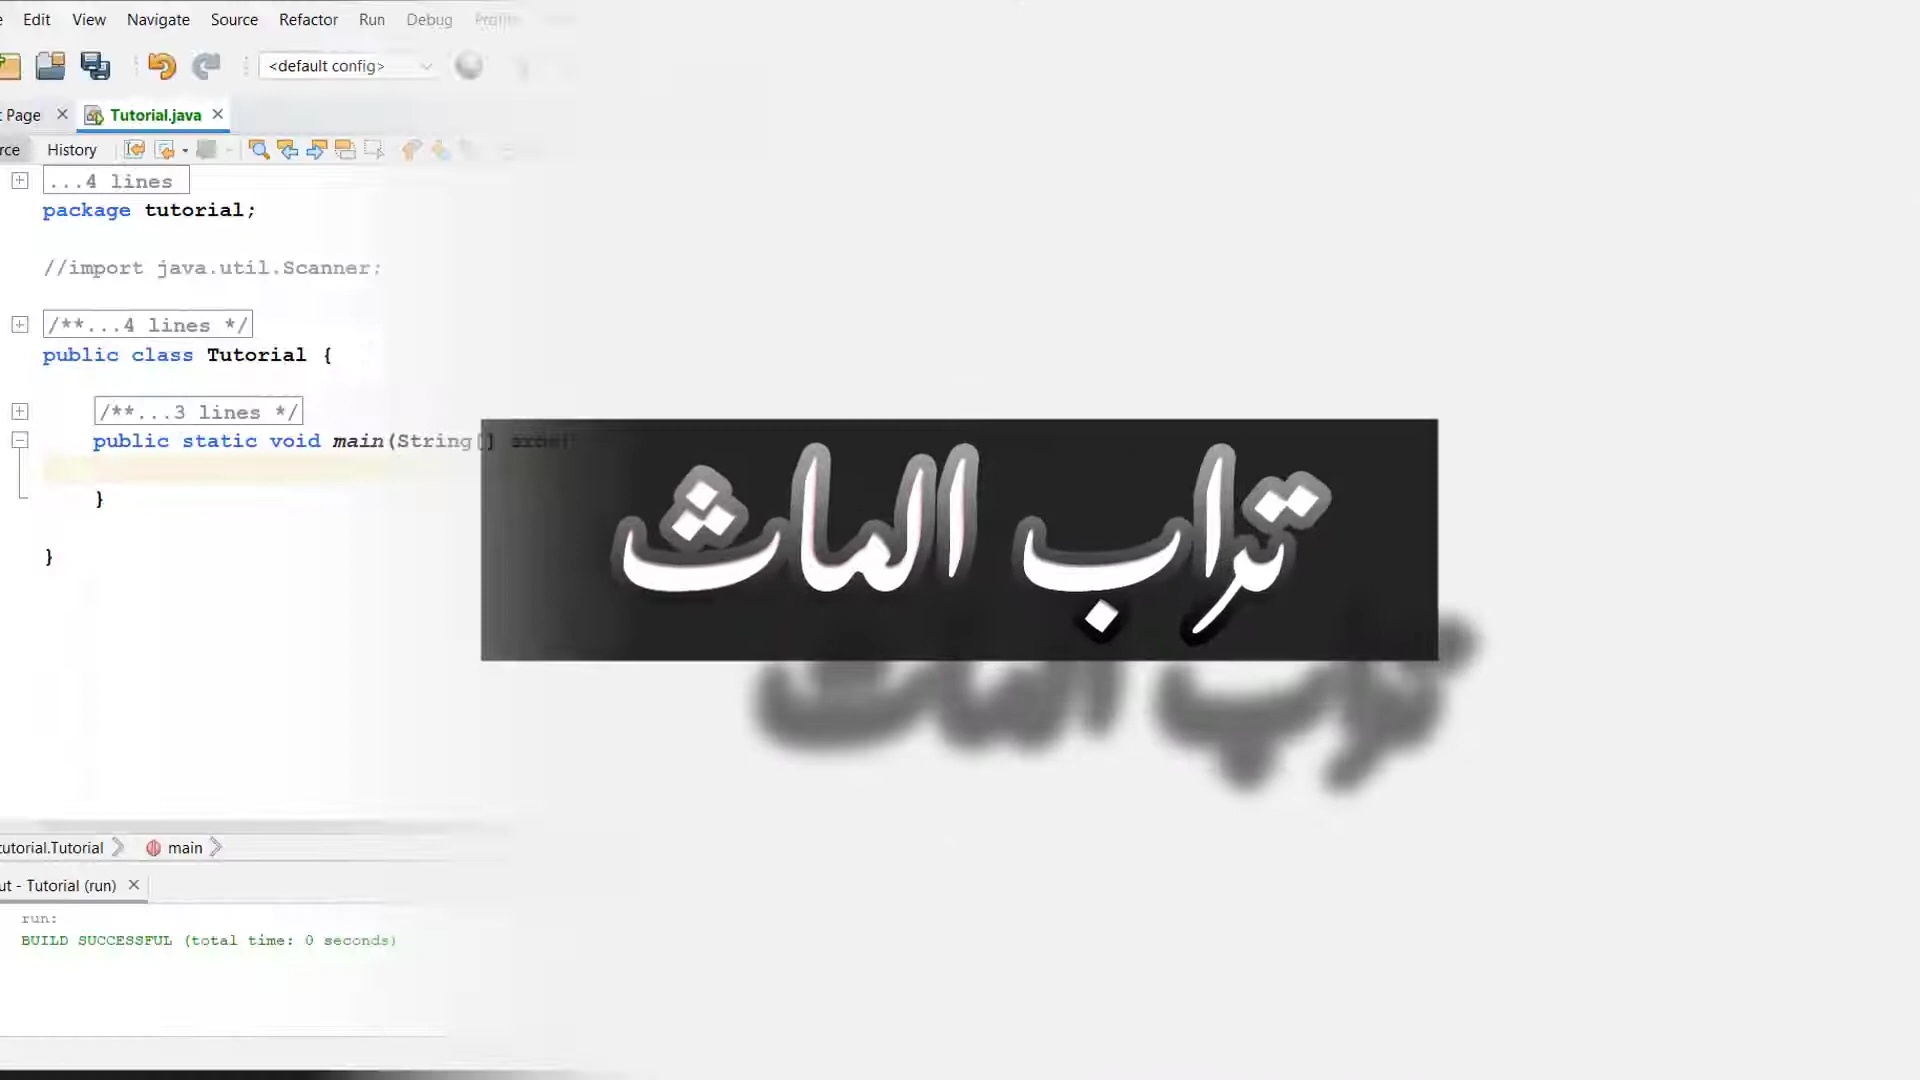 Edit View Navigate Source Refactor Run Debug
<default config>
Page Tutorial.java
History
...4 lines
package tutorial;
//import java.util.Scanner;
/**...4 lines */
public class Tutorial {
/**...3 lines */
public static void main(String[]
}
}
تراب الماث
tutorial.Tutorial main
- Tutorial (run)
run:
BUILD SUCCESSFUL (total time: 0 seconds)